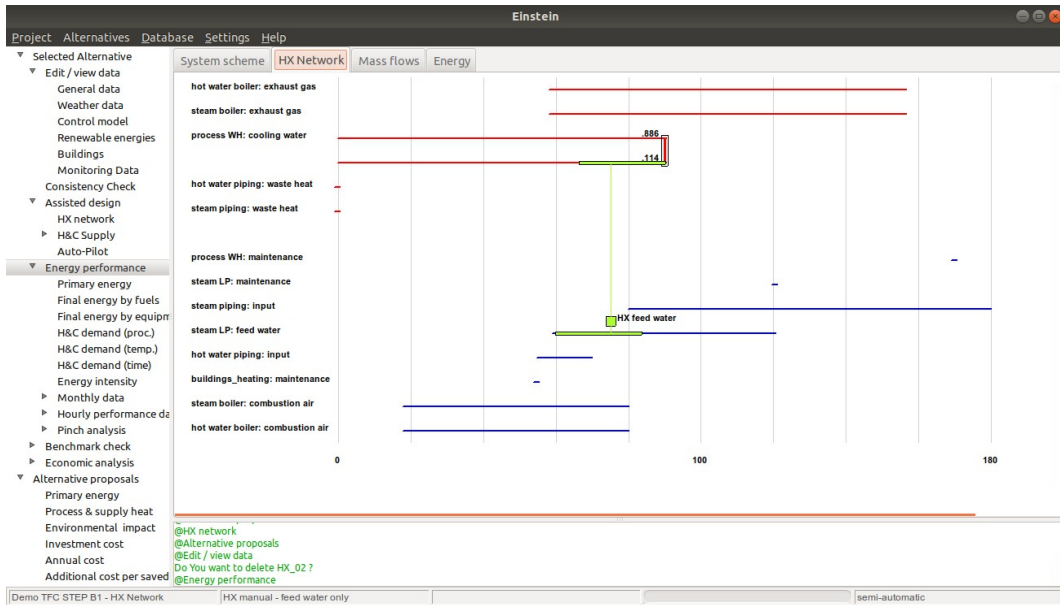 Einstein
Project Alternatives Database Settings Help
Selected Alternative
Edit / view data
General data
Weather data
Control model
Renewable energies
Buildings
Monitoring Data
Consistency Check
Assisted design
HX network
H&C Supply
Auto-Pilot
Energy performance
Primary energy
Final energy by fuels
Final energy by equipm
H&C demand (proc.)
H&C demand (temp.)
H&C demand (time)
Energy intensity
Monthly data
Hourly performance da
Pinch analysis
Benchmark check
Economic analysis
Alternative proposals
Primary energy
Process & supply heat
Environmental impact
Investment cost
Annual cost
Additional cost per saved
System scheme HX Network Mass flows Energy
hot water boiler: exhaust gas
steam boiler: exhaust gas
process WH: cooling water
.886
.114
hot water piping: waste heat
steam piping: waste heat
process WH: maintenance
steam LP: maintenance
steam piping: input
HX feed water
steam LP: feed water
hot water piping: input
buildings_heating: maintenance
steam boiler: combustion air
hot water boiler: combustion air
0 100 180
@HX network
@Alternative proposals
@Edit / view data
Do You want to delete HX_02 ?
@Energy performance
Demo TFC STEP B1 - HX Network HX manual - feed water only semi-automatic